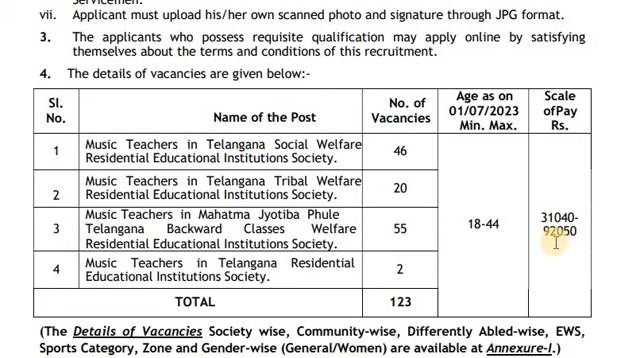 Servicemen.
vii. Applicant must upload his/her own scanned photo and signature through JPG format.
3. The applicants who possess requisite qualification may apply online by satisfying
themselves about the terms and conditions of this recruitment.
4. The details of vacancies are given below:-
Sl. No. Name of the Post No. of Vacancies Age as on 01/07/2023 Min. Max. Scale ofPay Rs.
1 Music Teachers in Telangana Social Welfare
Residential Educational Institutions Society. 46
2 Music Teachers in Telangana Tribal Welfare
Residential Educational Institutions Society. 20
3 Music Teachers in Mahatma Jyotiba Phule
Telangana Backward Classes Welfare
Residential Educational Institutions Society. 55
18-44
31040-
92050
4 Music Teachers in Telangana Residential
Educational Institutions Society. 2
TOTAL 123
(The Details of Vacancies Society wise, Community-wise, Differently Abled-wise, EWS,
Sports Category, Zone and Gender-wise (General/Women) are available at Annexure-I.)